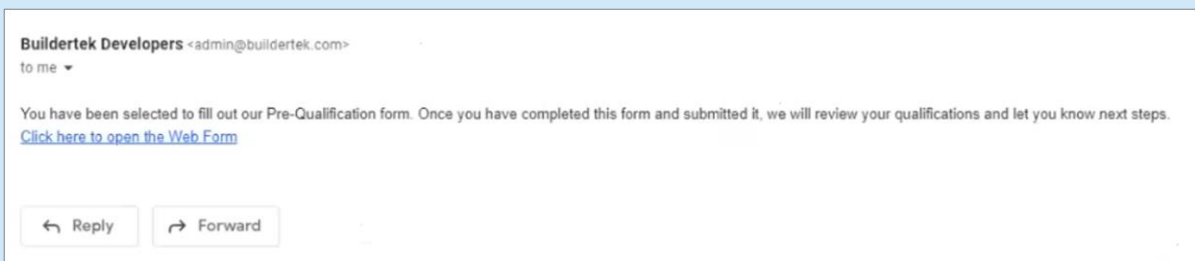 Buildertek Developers <admin@buildertek.com>
to me
You have been selected to fill out our Pre-Qualification form. Once you have completed this form and submitted it, we will review your qualifications and let you know next steps.
Click here to open the Web Form
Reply Forward